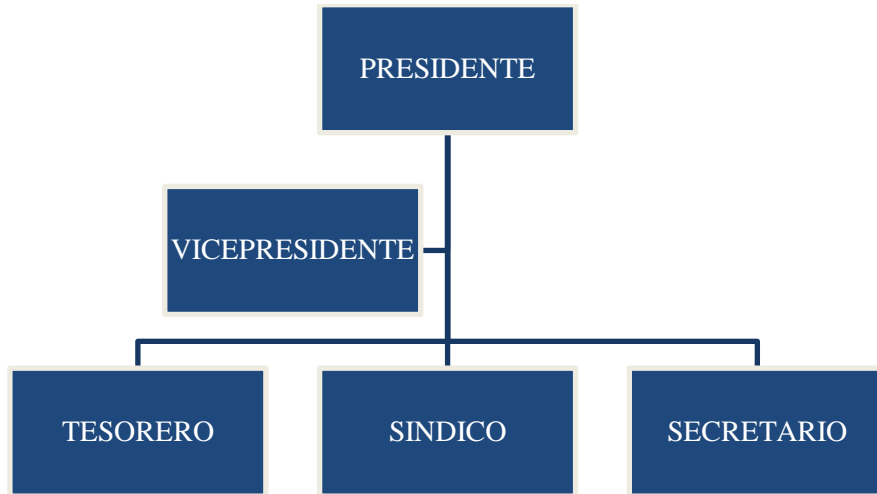 PRESIDENTE
VICEPRESIDENTE
TESORERO
SINDICO
SECRETARIO